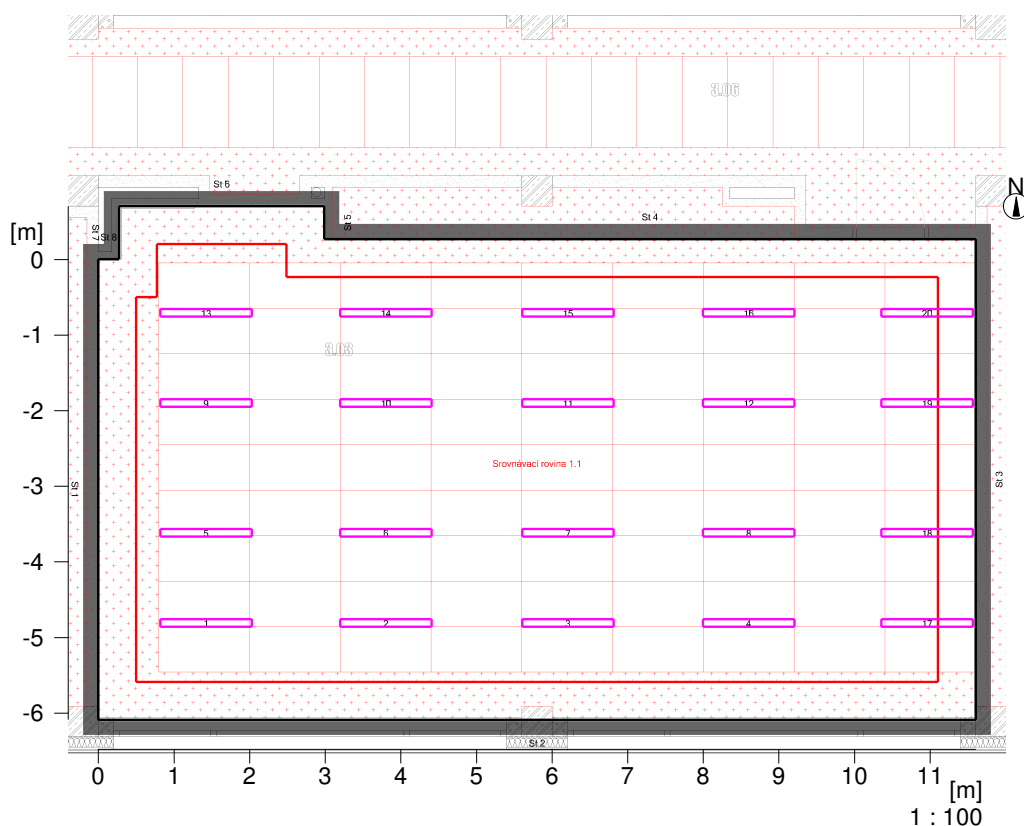 3.06
St 6
St 5
St 4
N
St 7
St 8
[m]
0
13
14
15
16
20
-1
3.03
-2
9
10
11
12
19
Srovnávací rovina 1.1
-3
St 1
St 3
5
6
7
8
18
-4
1
2
3
4
17
-5
-6
St 2
0 1 2 3 4 5 6 7 8 9 10 11
[m]
1 : 100